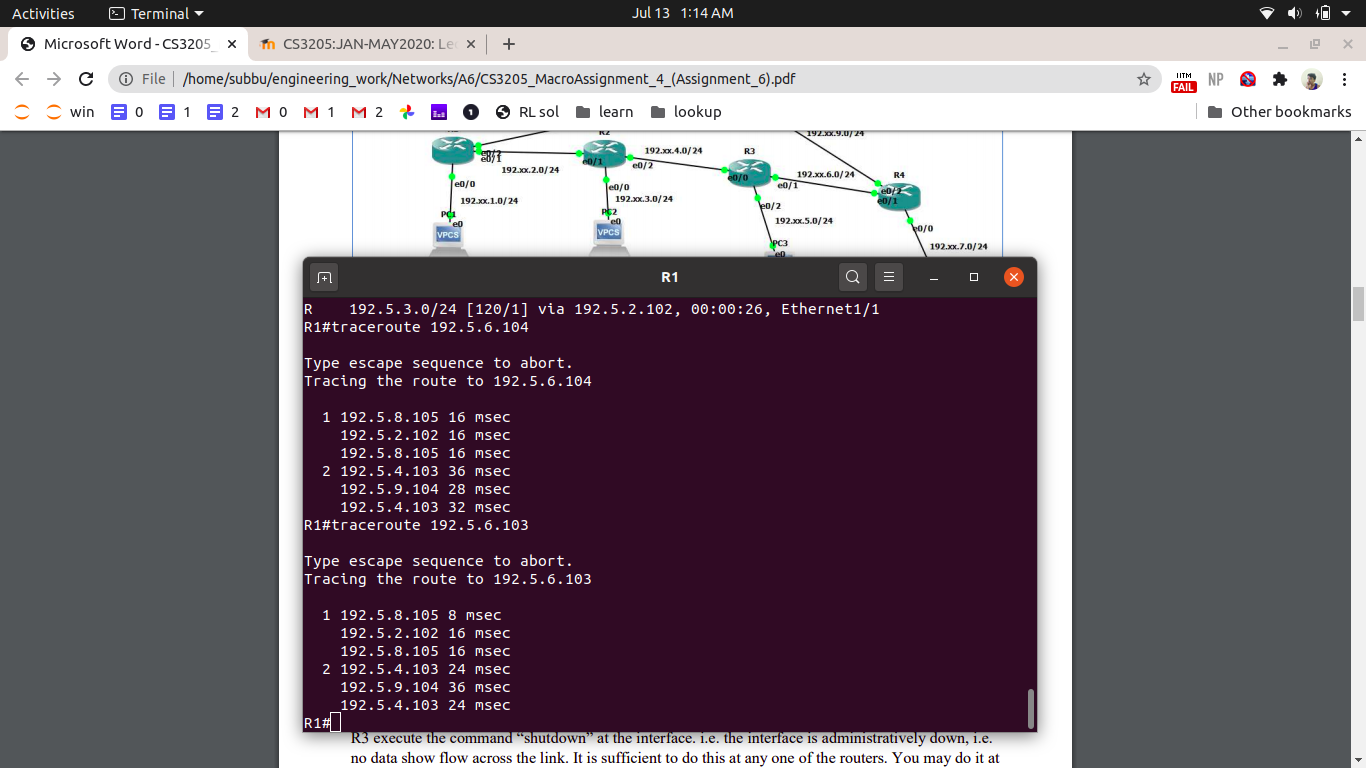 Activities Terminal Jul 13 1:14 AM
Microsoft Word - CS3205_ CS3205:JAN-MAY2020: Le
File /home/subbu/engineering_work/Networks/A6/CS3205_MacroAssignment_4_(Assignment_6).pdf IITM FAIL NP
win 0 1 2 0 1 2 RL sol learn lookup Other bookmarks
R2 192.xx.9.0/24
e0/1 e0/1 192.xx.4.0/24 R3
192.xx.2.0/24 e0/2 192.xx.6.0/24 R4
e0/0 e0/0 e0/0 e0/1 e0/2
192.xx.1.0/24 192.xx.3.0/24 e0/2 e0/1
PC1 PC2 192.xx.5.0/24 e0/0
e0 e0 PC3 192.xx.7.0/24
VPCS VPCS e0
R1
R 192.5.3.0/24 [120/1] via 192.5.2.102, 00:00:26, Ethernet1/1
R1#traceroute 192.5.6.104
Type escape sequence to abort.
Tracing the route to 192.5.6.104
1 192.5.8.105 16 msec
192.5.2.102 16 msec
192.5.8.105 16 msec
2 192.5.4.103 36 msec
192.5.9.104 28 msec
192.5.4.103 32 msec
R1#traceroute 192.5.6.103
Type escape sequence to abort.
Tracing the route to 192.5.6.103
1 192.5.8.105 8 msec
192.5.2.102 16 msec
192.5.8.105 16 msec
2 192.5.4.103 24 msec
192.5.9.104 36 msec
192.5.4.103 24 msec
R1#
R3 execute the command “shutdown” at the interface. i.e. the interface is administratively down, i.e.
no data show flow across the link. It is sufficient to do this at any one of the routers. You may do it at